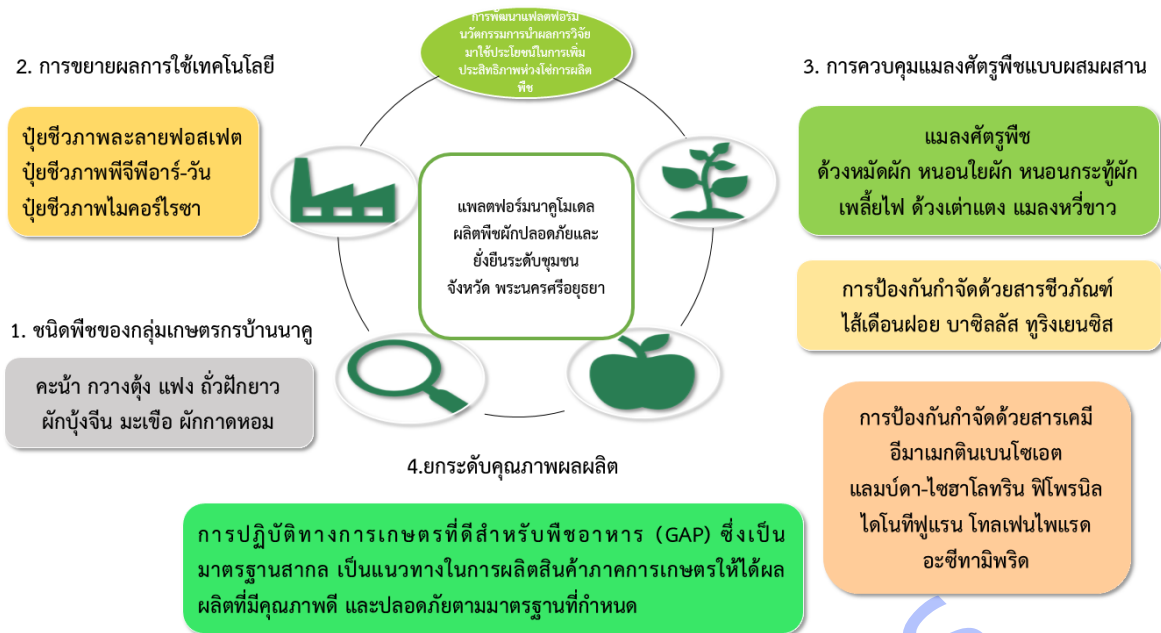 การพัฒนาแฟลตฟอร์ม
นวัตกรรมการนำผลการวิจัย
มาใช้ประโยชน์ในการเพิ่ม
ประสิทธิภาพห่วงโซ่การผลิต
พืช
2. การขยายผลการใช้เทคโนโลยี
ปุ๋ยชีวภาพละลายฟอสเฟต
ปุ๋ยชีวภาพพีจีพีอาร์-วัน
ปุ๋ยชีวภาพไมคอร์ไรซา
3. การควบคุมแมลงศัตรูพืชแบบผสมผสาน
แมลงศัตรูพืช
ด้วงหมัดผัก หนอนใยผัก หนอนกระทู้ผัก
เพลี้ยไฟ ด้วงเต่าแตง แมลงหวี่ขาว
แพลตฟอร์มนาคูโมเดล
ผลิตพืชผักปลอดภัยและ
ยั่งยืนระดับชุมชน
จังหวัด พระนครศรีอยุธยา
การป้องกันกำจัดด้วยสารชีวภัณฑ์
ไส้เดือนฝอย บาซิลลัส ทูริงเยนซิส
1. ชนิดพืชของกลุ่มเกษตรกรบ้านนาคู
คะน้า กวางตุ้ง แฟง ถั่วฝักยาว
ผักบุ้งจีน มะเขือ ผักกาดหอม
การป้องกันกำจัดด้วยสารเคมี
อีมาเมกตินเบนโซเอต
แลมบ์ดา-ไซฮาโลทริน ฟิโพรนิล
ไดโนทีฟูแรน โทลเฟนไพแรด
อะซีทามิพริด
4.ยกระดับคุณภาพผลผลิต
การปฏิบัติทางการเกษตรที่ดีสำหรับพืชอาหาร (GAP) ซึ่งเป็น
มาตรฐานสากล เป็นแนวทางในการผลิตสินค้าภาคการเกษตรให้ได้ผล
ผลิตที่มีคุณภาพดี และปลอดภัยตามมาตรฐานที่กำหนด